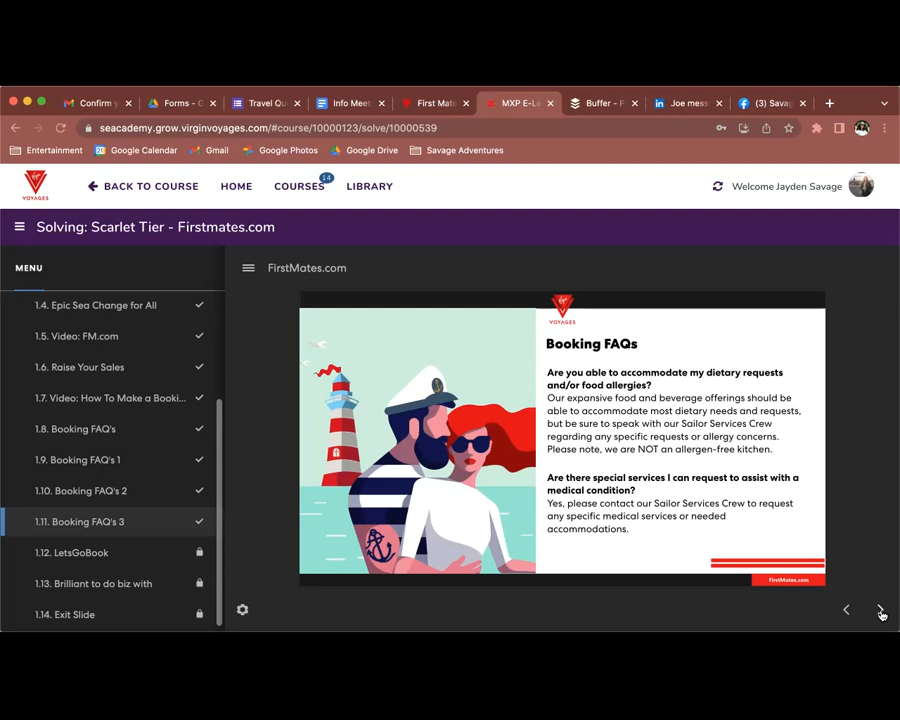 Confirm y
Forms - G
Travel Qu
Info Meet
First Mate
MXP E-Le
Buffer - P
Joe mess
(3) Savag
seacademy.grow.virginvoyages.com/#course/10000123/solve/10000539
Entertainment
Google Calendar
Gmail
Google Photos
Google Drive
Savage Adventures
Virgin
VOYAGES
BACK TO COURSE
HOME
COURSES
14
LIBRARY
Welcome Jayden Savage
Solving: Scarlet Tier - Firstmates.com
MENU
FirstMates.com
1.4. Epic Sea Change for All
1.5. Video: FM.com
1.6. Raise Your Sales
1.7. Video: How To Make a Booki...
1.8. Booking FAQ's
1.9. Booking FAQ's 1
1.10. Booking FAQ's 2
1.11. Booking FAQ's 3
1.12. LetsGoBook
1.13. Brilliant to do biz with
1.14. Exit Slide
Virgin
VOYAGES
Booking FAQs
Are you able to accommodate my dietary requests
and/or food allergies?
Our expansive food and beverage offerings should be
able to accommodate most dietary needs and requests,
but be sure to speak with our Sailor Services Crew
regarding any specific requests or allergy concerns.
Please note, we are NOT an allergen-free kitchen.
Are there special services I can request to assist with a
medical condition?
Yes, please contact our Sailor Services Crew to request
any specific medical services or needed
accommodations.
FirstMates.com